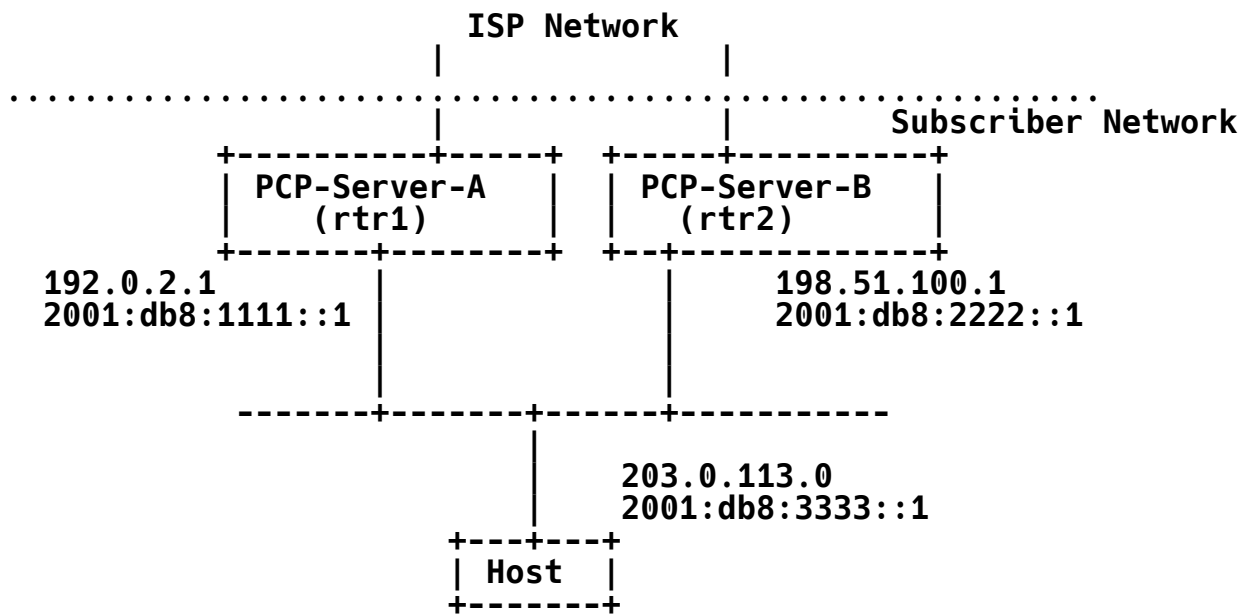 ISP Network
Subscriber Network
PCP-Server-A PCP-Server-B
(rtr1) (rtr2)
192.0.2.1 198.51.100.1
2001:db8:1111::1 2001:db8:2222::1
203.0.113.0
2001:db8:3333::1
Host